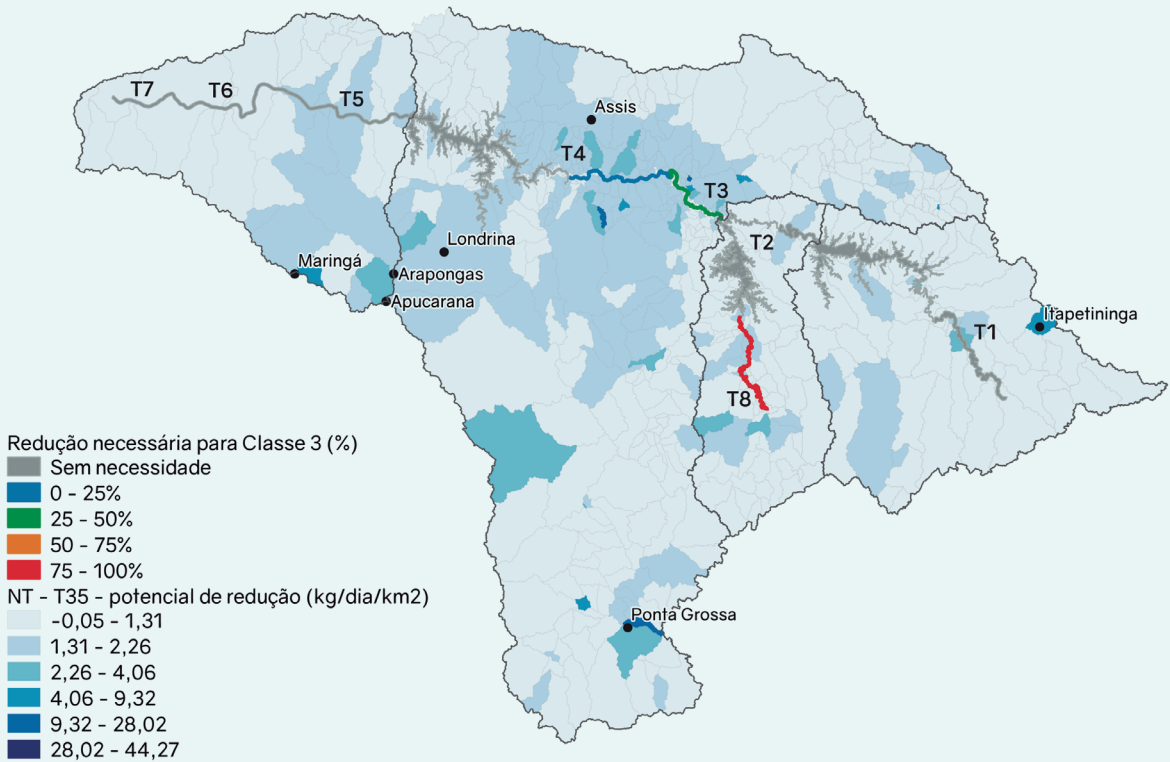 T7
T6
T5
Assis
T4
T3
T2
Londrina
Maringá
Arapongas
Apucarana
Itapetininga
T1
T8
Ponta Grossa
Redução necessária para Classe 3 (%)
Sem necessidade
0 - 25%
25 - 50%
50 - 75%
75 - 100%
NT - T35 - potencial de redução (kg/dia/km2)
-0,05 - 1,31
1,31 - 2,26
2,26 - 4,06
4,06 - 9,32
9,32 - 28,02
28,02 - 44,27